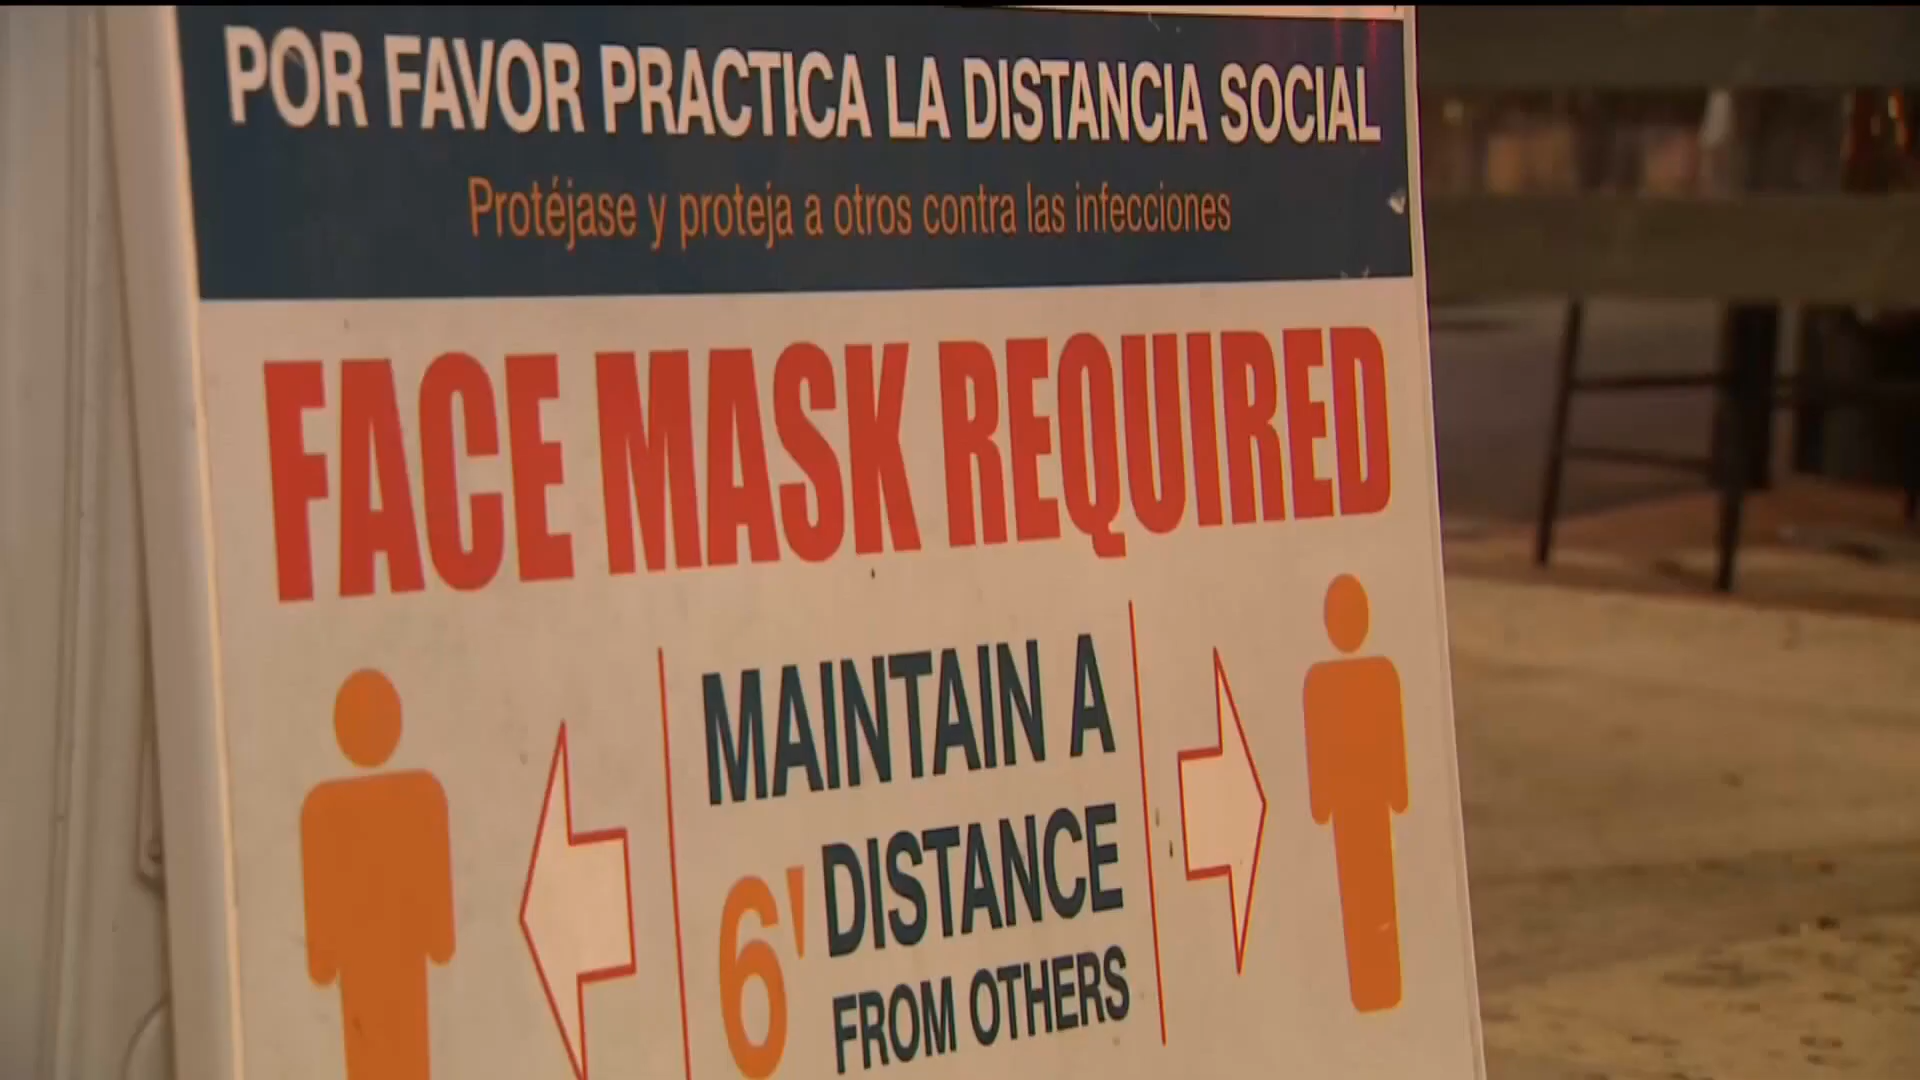 POR FAVOR PRACTICA LA DISTANCIA SOCIAL
Protéjase y proteja a otros contra las infecciones
FACE MASK REQUIRED
MAINTAIN A
6' DISTANCE
FROM OTHERS